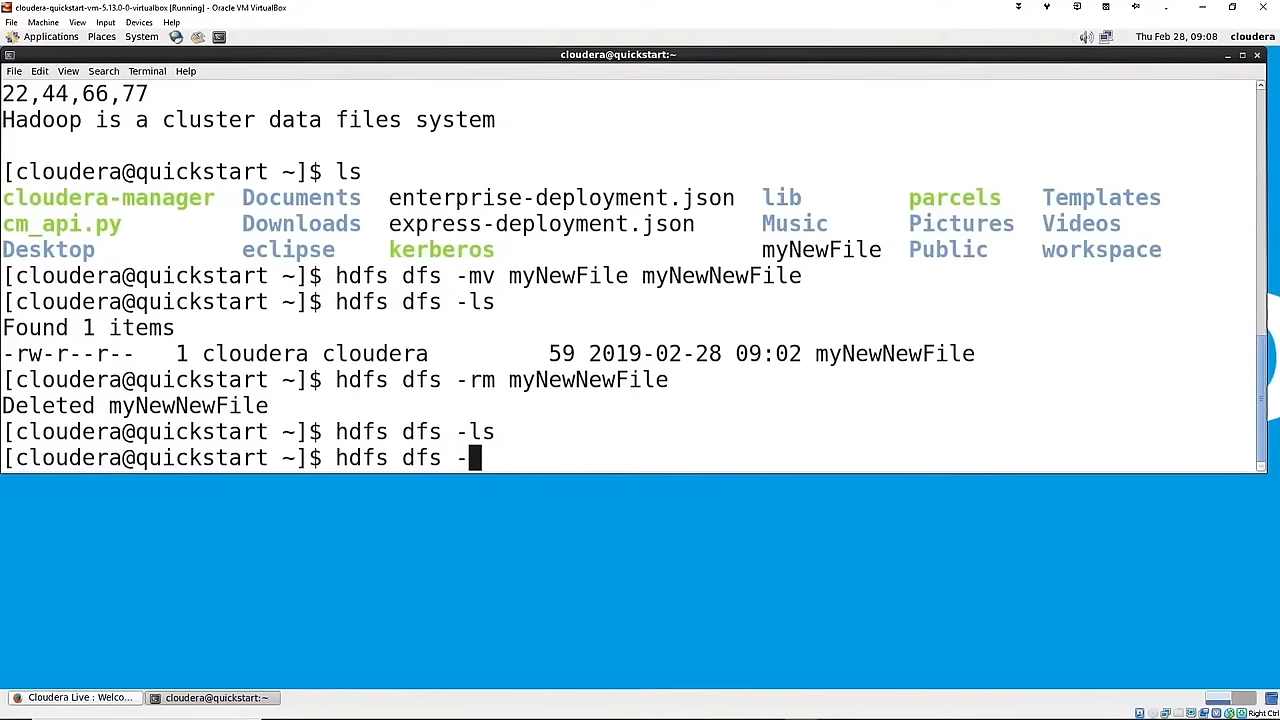 cloudera-quickstart-vm-5.13.0-0-virtualbox [Running] - Oracle VM VirtualBox
File Machine View Input Devices Help
Applications Places System Thu Feb 28, 09:08 cloudera
cloudera@quickstart:~
File Edit View Search Terminal Help
22,44,66,77
Hadoop is a cluster data files system
[cloudera@quickstart ~]$ ls
cloudera-manager Documents enterprise-deployment.json lib parcels Templates
cm_api.py Downloads express-deployment.json Music Pictures Videos
Desktop eclipse kerberos myNewFile Public workspace
[cloudera@quickstart ~]$ hdfs dfs -mv myNewFile myNewNewFile
[cloudera@quickstart ~]$ hdfs dfs -ls
Found 1 items
-rw-r--r-- 1 cloudera cloudera 59 2019-02-28 09:02 myNewNewFile
[cloudera@quickstart ~]$ hdfs dfs -rm myNewNewFile
Deleted myNewNewFile
[cloudera@quickstart ~]$ hdfs dfs -ls
[cloudera@quickstart ~]$ hdfs dfs -
Cloudera Live : Welco... cloudera@quickstart:~
Right Ctrl